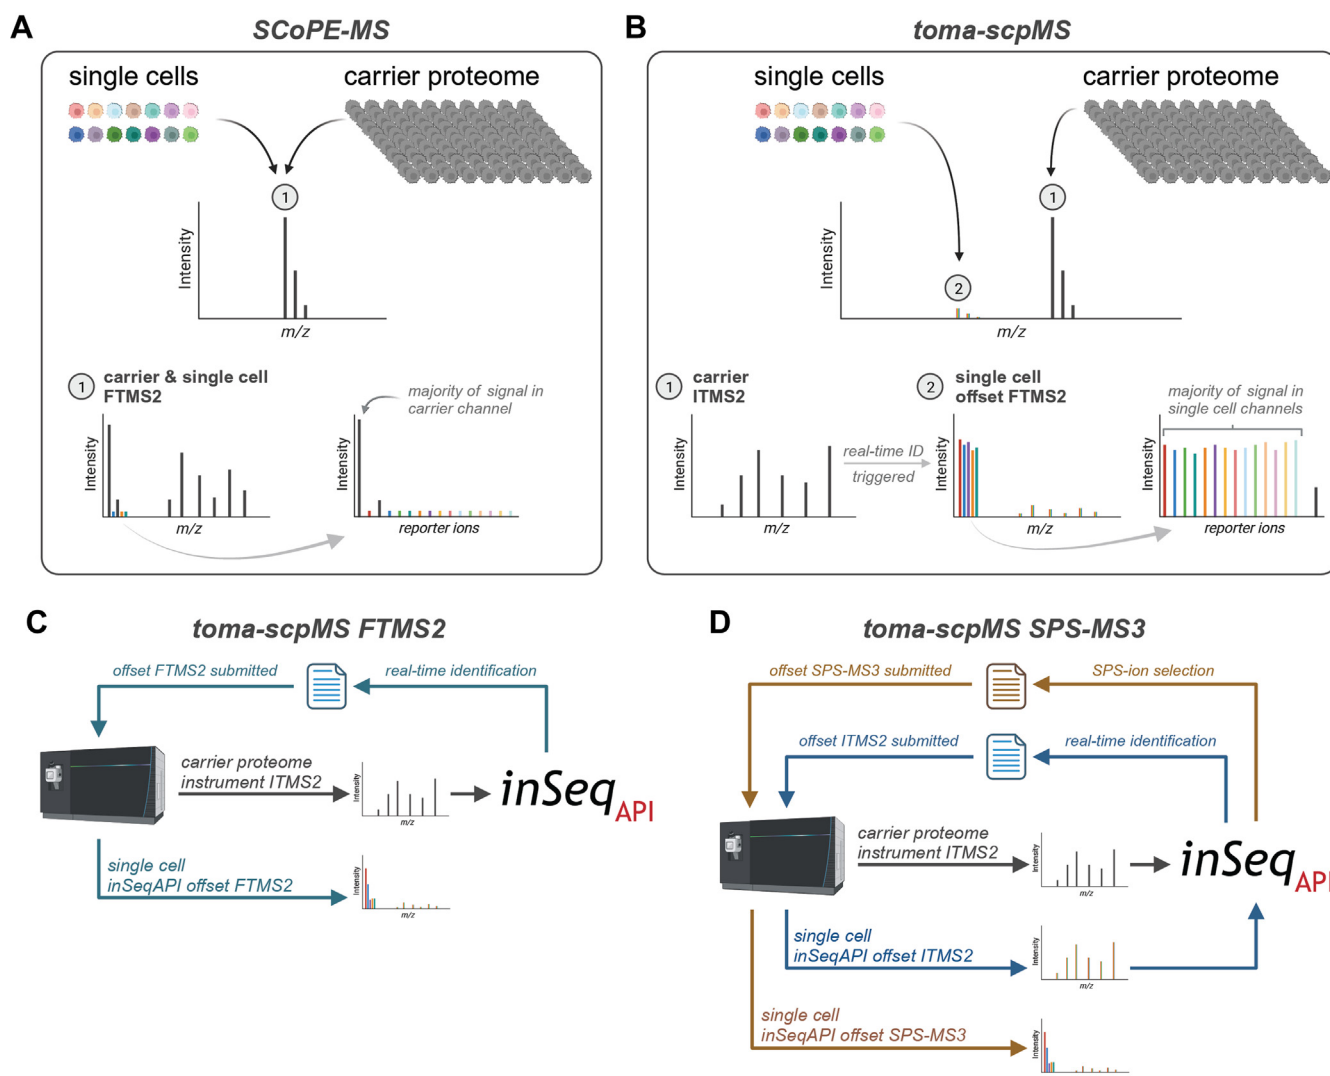 A
SCoPE-MS
single cells
carrier proteome
1
Intensity
m/z
1
carrier & single cell
FTMS2
Intensity
m/z
majority of signal in
carrier channel
Intensity
reporter ions
B
toma-scpMS
single cells
carrier proteome
1
2
Intensity
m/z
1
carrier
ITMS2
Intensity
m/z
real-time ID
triggered
2
single cell
offset FTMS2
Intensity
m/z
majority of signal in
single cell channels
Intensity
reporter ions
C
toma-scpMS FTMS2
offset FTMS2 submitted
real-time identification
carrier proteome
instrument ITMS2
Intensity
m/z
inSeqAPI
single cell
inSeqAPI offset FTMS2
Intensity
m/z
D
toma-scpMS SPS-MS3
offset SPS-MS3 submitted
SPS-ion selection
offset ITMS2 submitted
real-time identification
carrier proteome
instrument ITMS2
Intensity
m/z
inSeqAPI
single cell
inSeqAPI offset ITMS2
Intensity
m/z
single cell
inSeqAPI offset SPS-MS3
Intensity
m/z